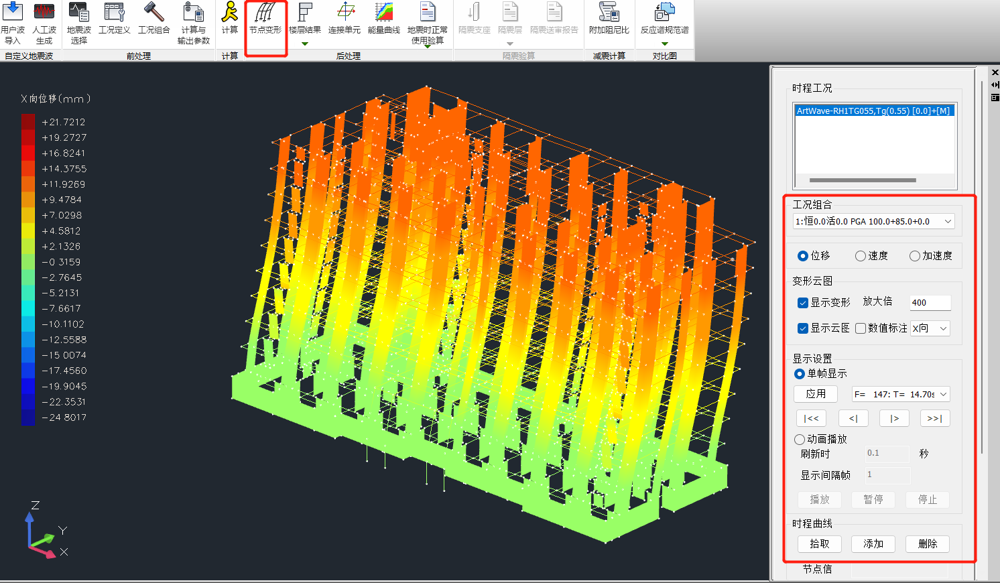 用户波
导入
人工波
生成
地震波
选择
工况定义
工况组合
计算与
输出参数
计算
节点变形
楼层结果
连接单元
能量曲线
地震时正常
使用验算
隔震支座
隔震层
隔震送审报告
附加阻尼比
反应谱规范谱
自定义地震波
前处理
计算
后处理
隔震验算
减震计算
对比图
X向位移(mm)
+21.7212
+19.2727
+16.8241
+14.3755
+11.9269
+9.4784
+7.0298
+4.5812
+2.1326
-0.3159
-2.7645
-5.2131
-7.6617
-10.1102
-12.5588
-15.0074
-17.4560
-19.9045
-22.3531
-24.8017
Z
Y
X
时程工况
ArtWave-RH1TG055,Tg(0.55) [0.0]+[M]
工况组合
1:恒0.0活0.0 PGA 100.0+85.0+0.0
位移 速度 加速度
变形云图
显示变形 放大倍 400
显示云图 数值标注 X向
显示设置
单帧显示
应用 F= 147: T= 14.70s
|<< <| |> >>|
动画播放
刷新时 0.1 秒
显示间隔帧 1
播放 暂停 停止
时程曲线
拾取 添加 删除
节点信